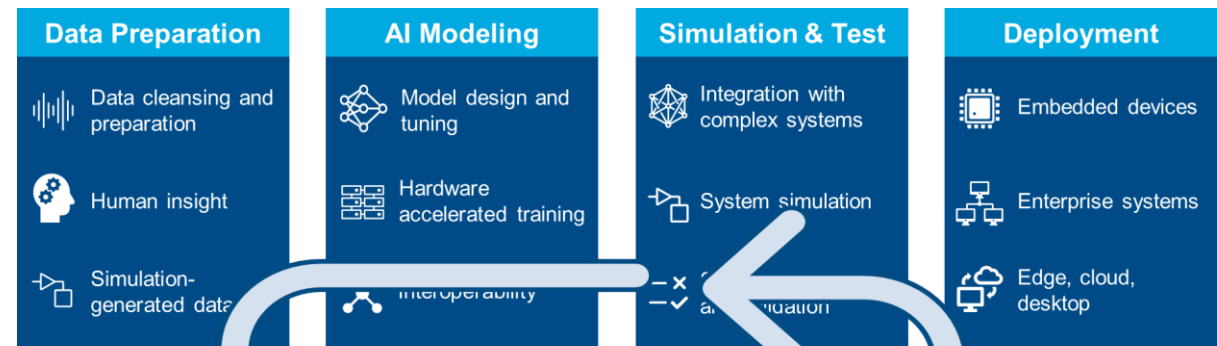 Data Preparation
Data cleansing and
preparation
Human insight
Simulation-
generated data
AI Modeling
Model design and
tuning
Hardware
accelerated training
Interoperability
Simulation & Test
Integration with
complex systems
System simulation
Deployment
Embedded devices
Enterprise systems
Edge, cloud,
desktop